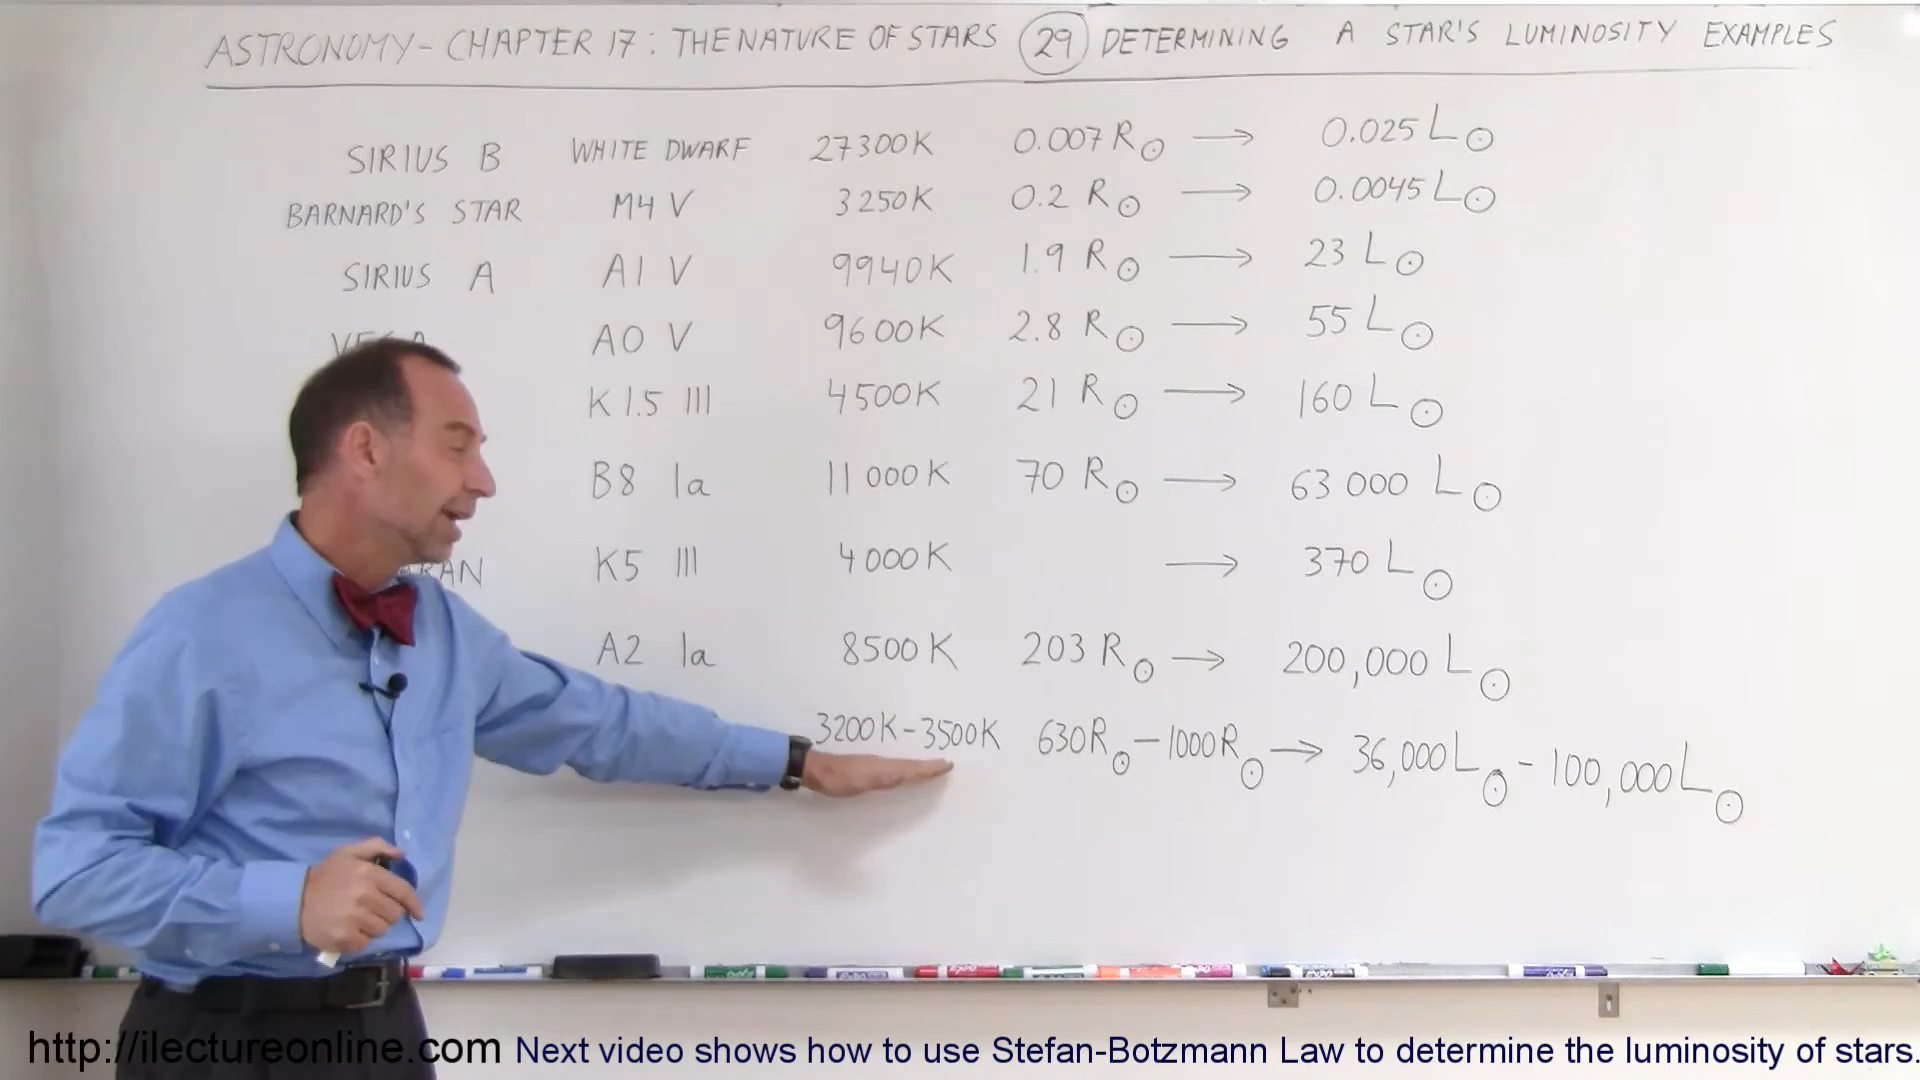 ASTRONOMY - CHAPTER 17: THE NATURE OF STARS 29 DETERMINING A STAR'S LUMINOSITY EXAMPLES
SIRIUS B WHITE DWARF 27300K 0.007 R☉ → 0.025 L☉
BARNARD'S STAR M4 V 3250K 0.2 R☉ → 0.0045 L☉
SIRIUS A A1 V 9940K 1.9 R☉ → 23 L☉
A0 V 9600K 2.8 R☉ → 55 L☉
K1.5 III 4500K 21 R☉ → 160 L☉
B8 Ia 11 000K 70 R☉ → 63 000 L☉
K5 III 4000K → 370 L☉
A2 Ia 8500K 203 R☉ → 200,000 L☉
3200K - 3500K 630R☉ - 1000R☉ → 36,000L☉ - 100,000L☉
http://ilectureonline.com Next video shows how to use Stefan-Botzmann Law to determine the luminosity of stars.